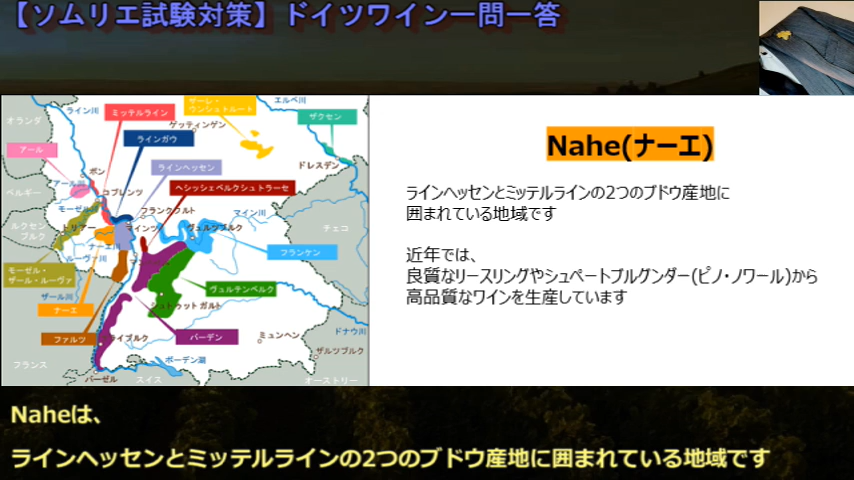 【ソムリエ試験対策】ドイツワイン一問一答
ライン川
ミッテルライン
ザーレ・
ウンシュトルート
エルベ川
オランダ
ゲッティンゲン
ザクセン
ラインガウ
アール
ラインヘッセン
ドレスデン
ボン
ヘシッシェベルクシュトラーセ
ベルギー
アール川
コブレンツ
モーゼル川
フランクフルト
マイン川
ルクセン
ブルク
トリアー
マインツ
ヴュルツブルク
チェコ
ナーエ川
フランケン
ルーヴァ川
モーゼル・
ザール・ルーヴァ
ザール川
ヴュルテンベルク
ナーエ
シュトゥットガルト
ファルツ
バーデン
ドナウ川
ミュンヘン
ザルツブルク
フランス
ボーデン湖
バーゼル
スイス
オーストリー
Nahe(ナーエ)
ラインヘッセンとミッテルラインの2つのブドウ産地に
囲まれている地域です
近年では、
良質なリースリングやシュペートブルグンダー(ピノ・ノワール)から
高品質なワインを生産しています
Naheは、
ラインヘッセンとミッテルラインの2つのブドウ産地に囲まれている地域です